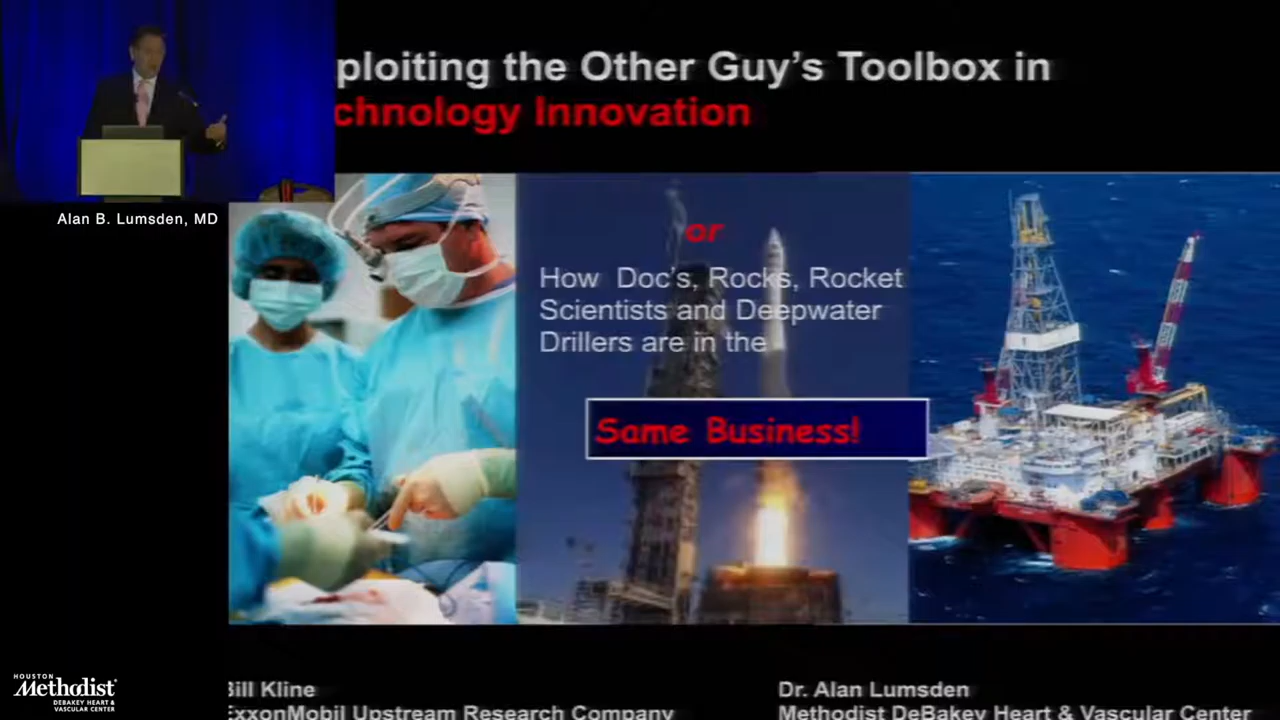 ploiting the Other Guy's Toolbox in
chnology Innovation
Alan B. Lumsden, MD
or
How Doc's, Rocks, Rocket
Scientists and Deepwater
Drillers are in the
Same Business!
HOUSTON
Methodist
DEBAKEY HEART &
VASCULAR CENTER
Bill Kline
ExxonMobil Upstream Research Company
Dr. Alan Lumsden
Methodist DeBakey Heart & Vascular Center